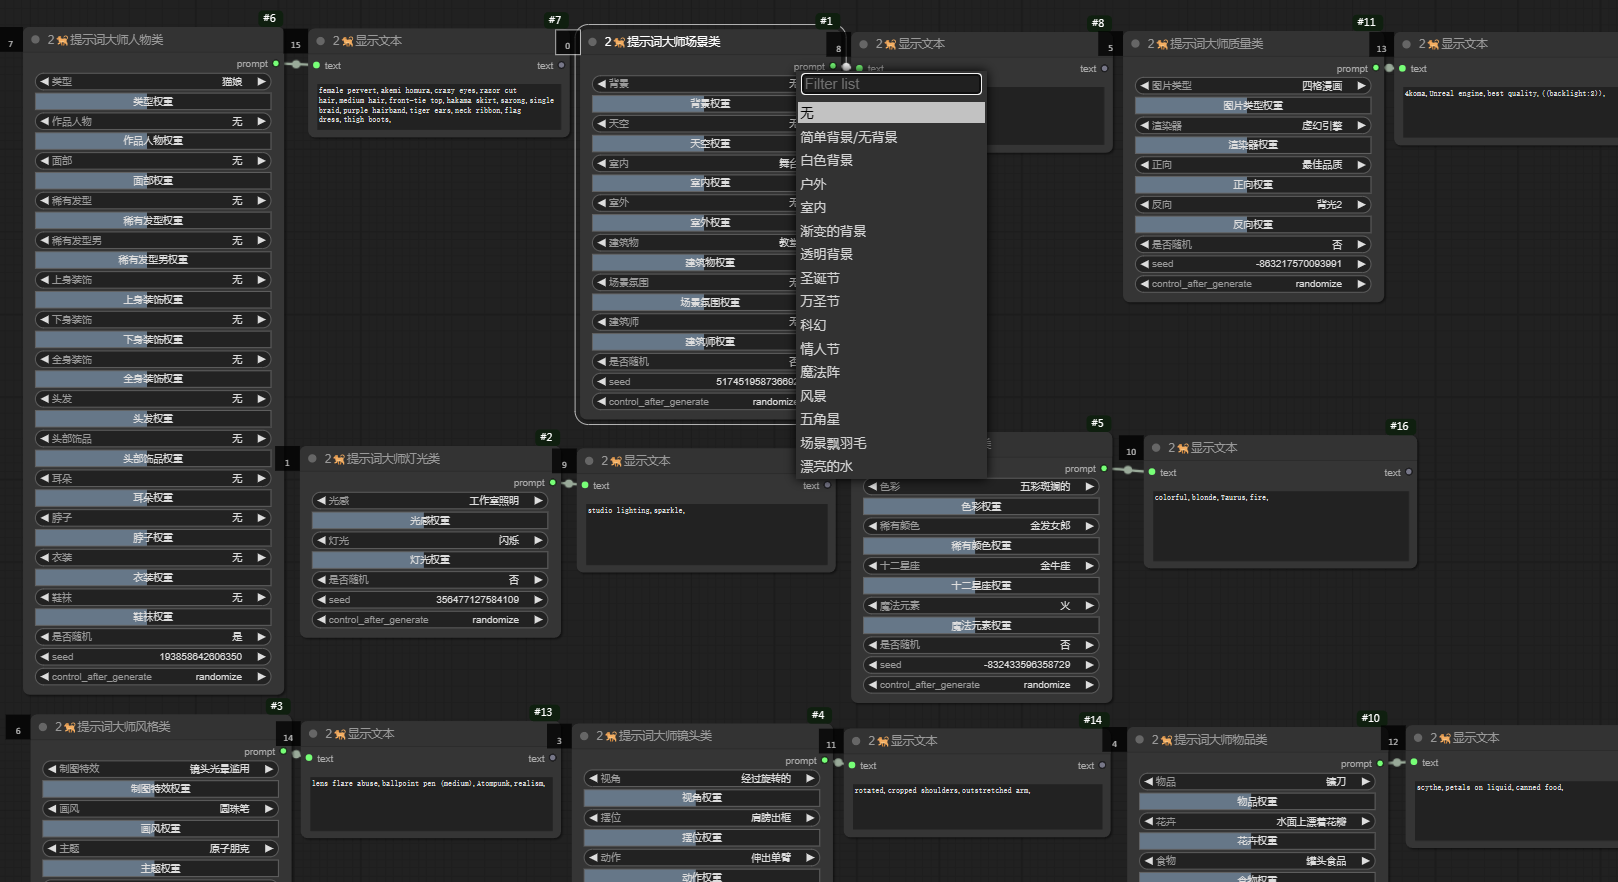 #6
7
2🐈提示词大师人物类
prompt
类型 猫娘
类型权重
作品人物 无
作品人物权重
面部 无
面部权重
稀有发型 无
稀有发型权重
稀有发型男 无
稀有发型男权重
上身装饰 无
上身装饰权重
下身装饰 无
下身装饰权重
全身装饰 无
全身装饰权重
头发 无
头发权重
头部饰品 无
头部饰品权重
耳朵 无
耳朵权重
脖子 无
脖子权重
衣装 无
衣装权重
鞋袜 无
鞋袜权重
是否随机 是
seed 193858642606350
control_after_generate randomize
#7
15
2🐈显示文本
text text
female pervert,akemi homura,crazy eyes,razor cut
hair,medium hair,front-tie top,hakama skirt,sarong,single
braid,purple hairband,tiger ears,neck ribbon,flag
dress,thigh boots,
#1
0
2🐈提示词大师场景类
prompt
背景 无
背景权重
天空 无
天空权重
室内 舞台
室内权重
室外 无
室外权重
建筑物 教堂
建筑物权重
场景氛围 无
场景氛围权重
建筑师 无
建筑师权重
是否随机 否
seed 517451958736692
control_after_generate randomize
Filter list
无
简单背景/无背景
白色背景
户外
室内
渐变的背景
透明背景
圣诞节
万圣节
科幻
情人节
魔法阵
风景
五角星
场景飘羽毛
漂亮的水
#8
8
2🐈显示文本
text text
#11
5
2🐈提示词大师质量类
prompt
图片类型 四格漫画
图片类型权重
渲染器 虚幻引擎
渲染器权重
正向 最佳品质
正向权重
反向 背光2
反向权重
是否随机 否
seed -863217570093991
control_after_generate randomize
13
2🐈显示文本
text
4koma,Unreal engine,best quality,((backlight:2)),
#2
1
2🐈提示词大师灯光类
prompt
光感 工作室照明
光感权重
灯光 闪烁
灯光权重
是否随机 否
seed 356477127584109
control_after_generate randomize
9
2🐈显示文本
text text
studio lighting,sparkle,
#5
类
prompt
色彩 五彩斑斓的
色彩权重
稀有颜色 金发女郎
稀有颜色权重
十二星座 金牛座
十二星座权重
魔法元素 火
魔法元素权重
是否随机 否
seed -832433596358729
control_after_generate randomize
#16
10
2🐈显示文本
text text
colorful,blonde,Taurus,fire,
#3
6
2🐈提示词大师风格类
prompt
制图特效 镜头光晕滥用
制图特效权重
画风 圆珠笔
画风权重
主题 原子朋克
主题权重
#13
14
2🐈显示文本
text text
lens flare abuse,ballpoint pen (medium),Atompunk,realism,
#4
3
2🐈提示词大师镜头类
prompt
视角 经过旋转的
视角权重
摆位 肩膀出框
摆位权重
动作 伸出单臂
动作权重
#14
11
2🐈显示文本
text text
rotated,cropped shoulders,outstretched arm,
#10
4
2🐈提示词大师物品类
prompt
物品 镰刀
物品权重
花卉 水面上漂着花瓣
花卉权重
食物 罐头食品
食物权重
12
2🐈显示文本
text
scythe,petals on liquid,canned food,